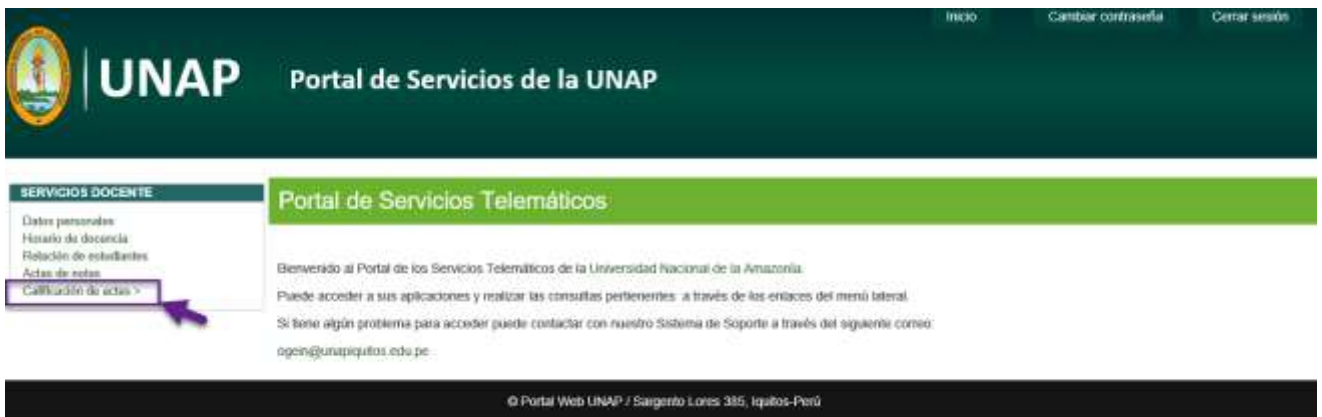 Inicio Cambiar contraseña Cerrar sesión
UNAP Portal de Servicios de la UNAP
SERVICIOS DOCENTE
Datos personales
Horario de docencia
Relación de estudiantes
Actas de notas
Calificación de actas >
Portal de Servicios Telemáticos
Bienvenido al Portal de los Servicios Telemáticos de la Universidad Nacional de la Amazonía.
Puede acceder a sus aplicaciones y realizar las consultas pertenientes a través de los enlaces del menú lateral.
Si tiene algún problema para acceder puede contactar con nuestro Sistema de Soporte a través del siguiente correo:
ogein@unapiquitos.edu.pe
© Portal Web UNAP / Sargento Lores 385, Iquitos-Perú